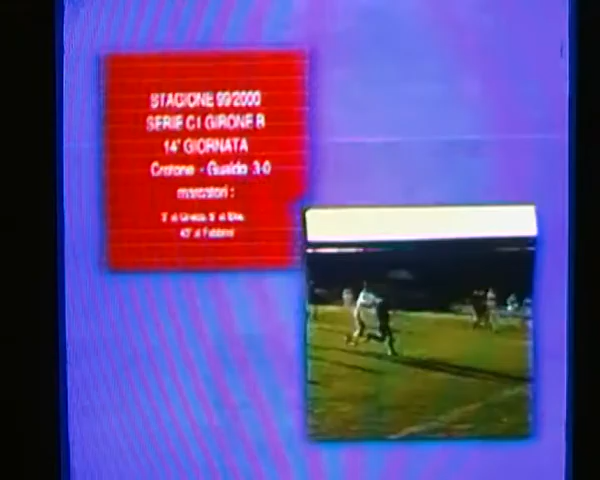 STAGIONE 99/2000
SERIE C1 GIRONE B
14° GIORNATA
Crotone - Gualdo 3-0
marcatori :